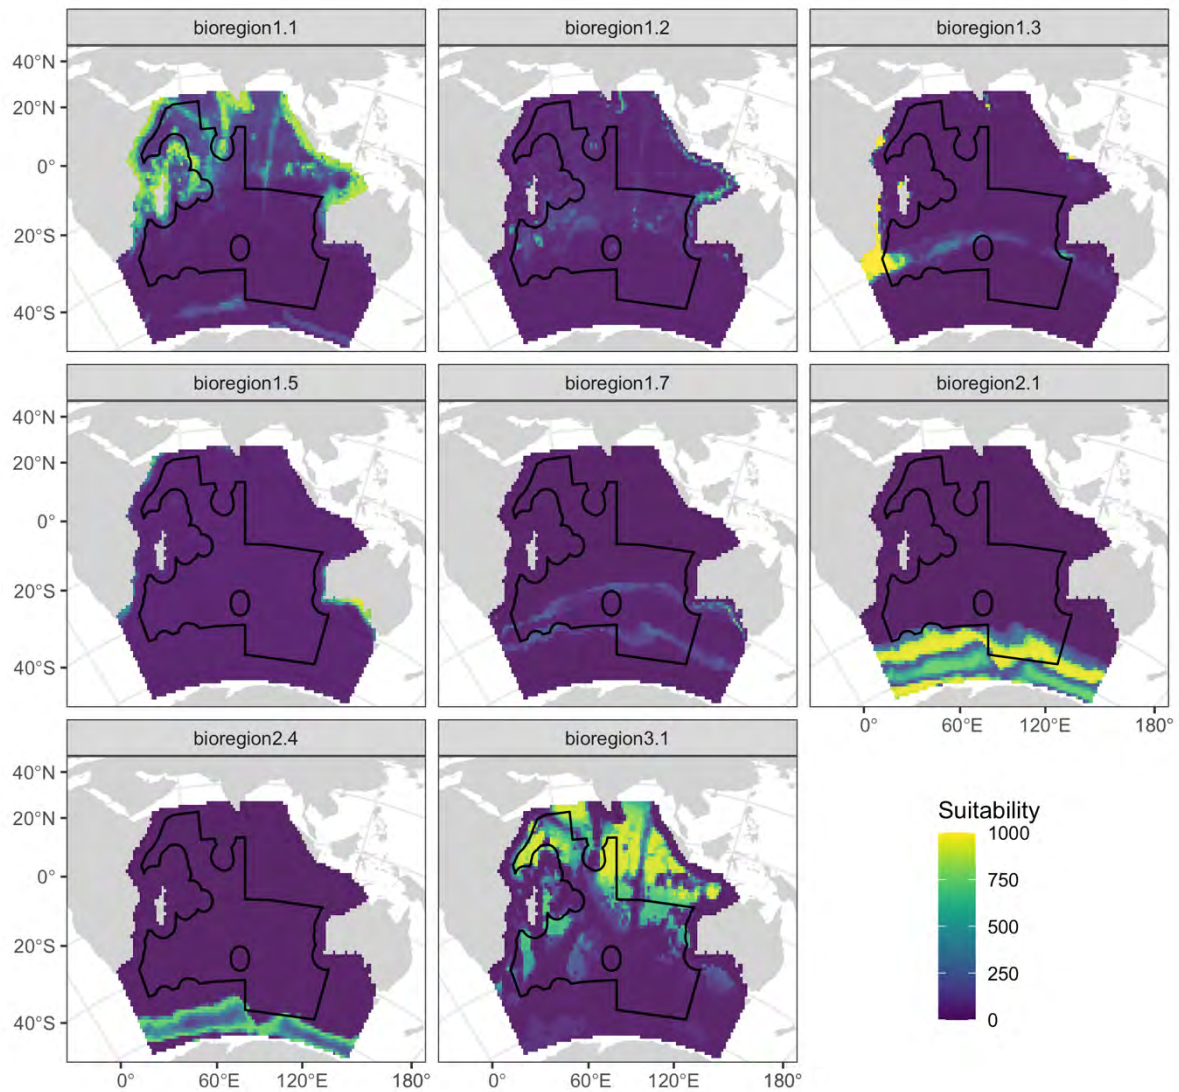 bioregion1.1
bioregion1.2
bioregion1.3
40°N
20°N
0°
20°S
40°S
bioregion1.5
bioregion1.7
bioregion2.1
40°N
20°N
0°
20°S
40°S
0°
60°E
120°E
180°
bioregion2.4
bioregion3.1
40°N
20°N
0°
20°S
40°S
0°
60°E
120°E
180°
0°
60°E
120°E
180°
Suitability
1000
750
500
250
0